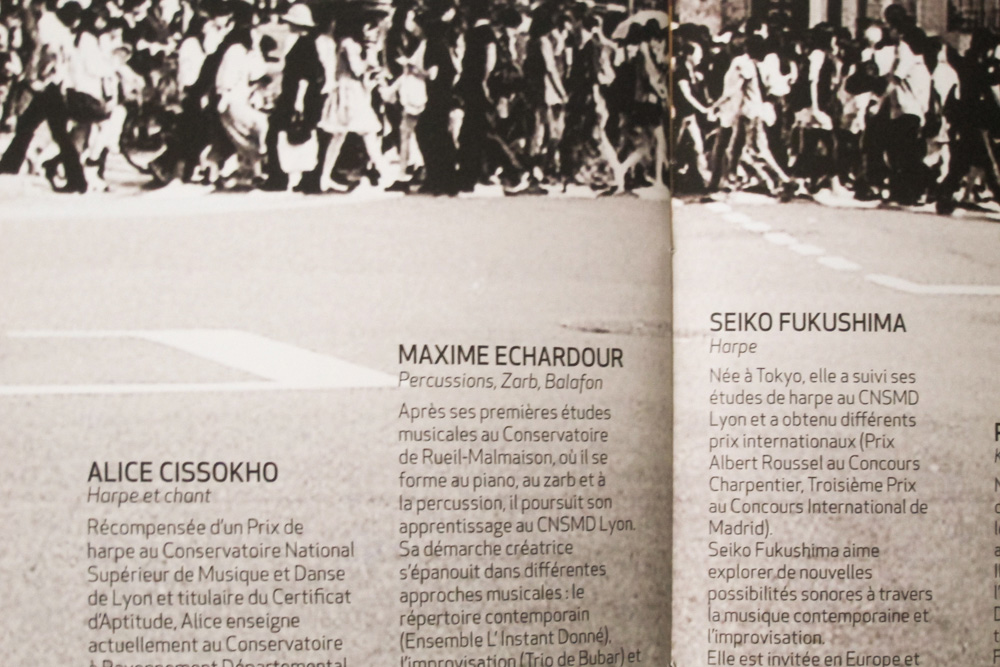 ALICE CISSOKHO
Harpe et chant
Récompensée d'un Prix de
harpe au Conservatoire National
Supérieur de Musique et Danse
de Lyon et titulaire du Certificat
d'Aptitude, Alice enseigne
actuellement au Conservatoire
à Rayonnement Départemental
MAXIME ECHARDOUR
Percussions, Zarb, Balafon
Après ses premières études
musicales au Conservatoire
de Rueil-Malmaison, où il se
forme au piano, au zarb et à
la percussion, il poursuit son
apprentissage au CNSMD Lyon.
Sa démarche créatrice
s'épanouit dans différentes
approches musicales : le
répertoire contemporain
(Ensemble L' Instant Donné),
l'improvisation (Trio de Bubar) et
SEIKO FUKUSHIMA
Harpe
Née à Tokyo, elle a suivi ses
études de harpe au CNSMD
Lyon et a obtenu différents
prix internationaux (Prix
Albert Roussel au Concours
Charpentier, Troisième Prix
au Concours International de
Madrid).
Seiko Fukushima aime
explorer de nouvelles
possibilités sonores à travers
la musique contemporaine et
l'improvisation.
Elle est invitée en Europe et